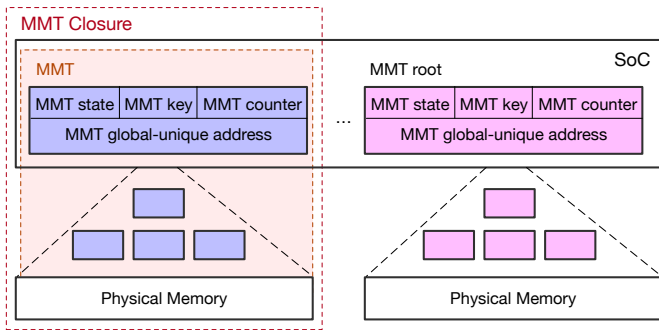 MMT Closure
SoC
MMT
MMT root
MMT state MMT key MMT counter
MMT global-unique address
...
MMT state MMT key MMT counter
MMT global-unique address
Physical Memory
Physical Memory